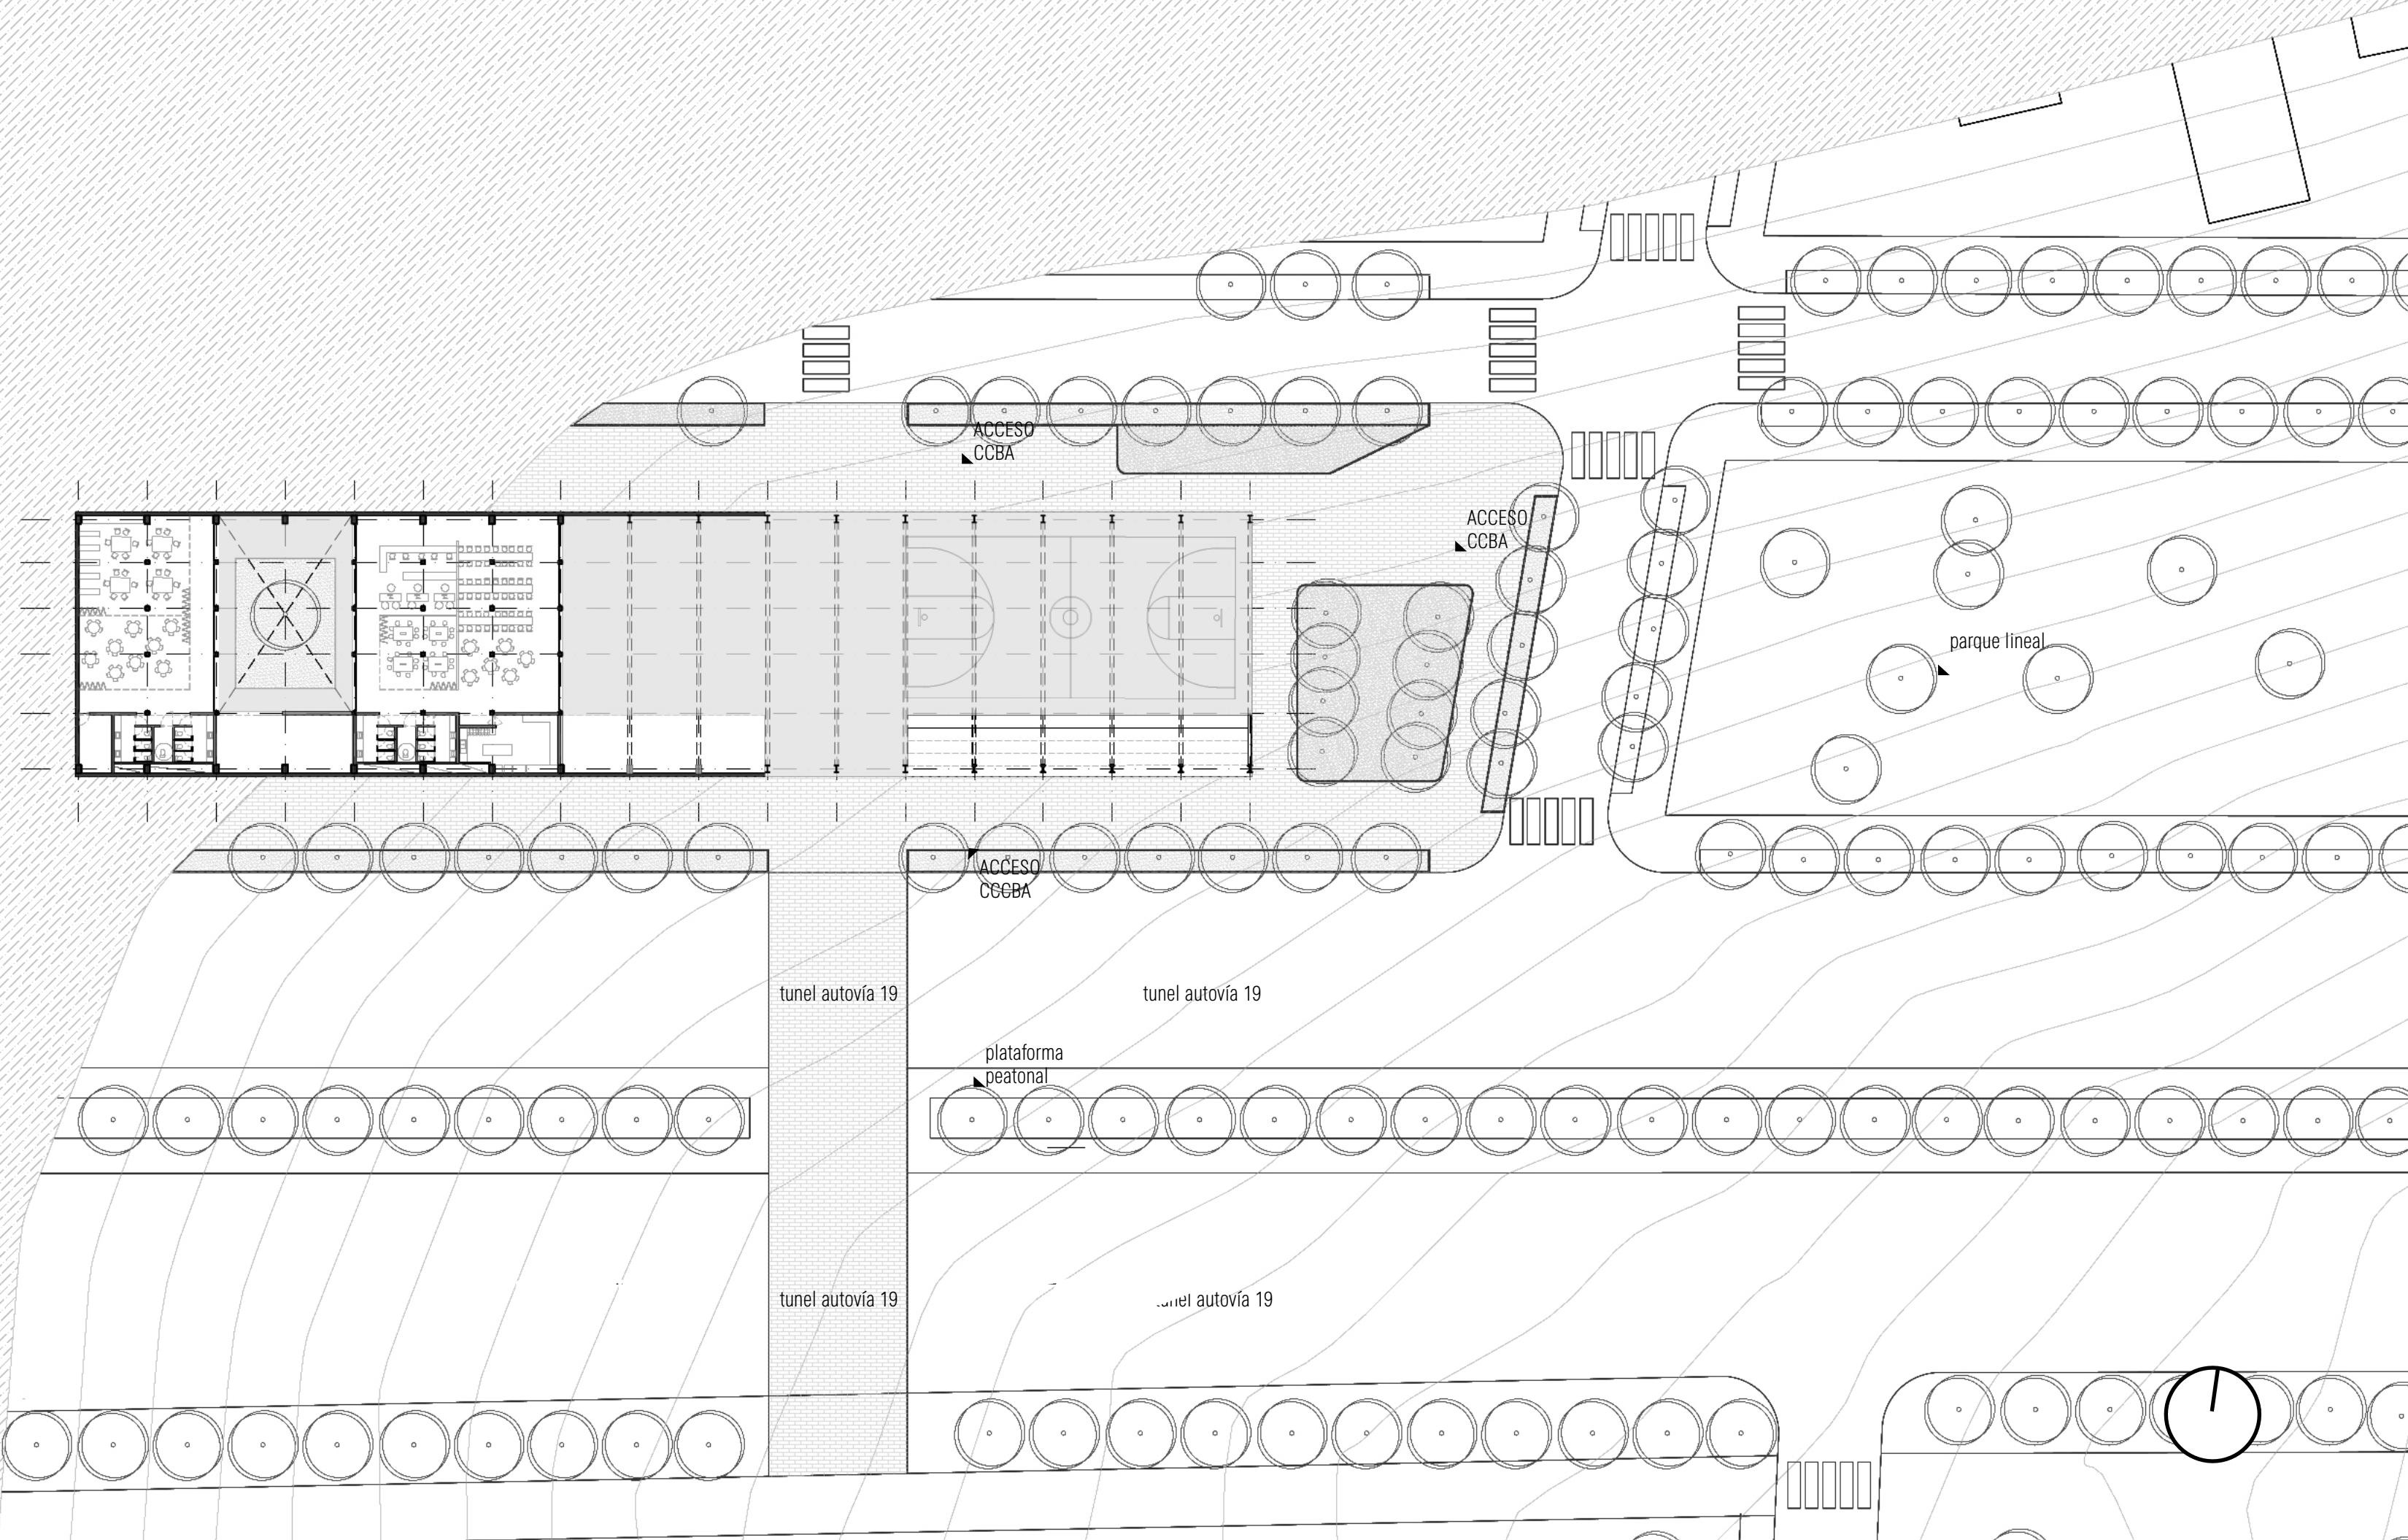 ACCESO
CCBA
ACCESO
CCBA
parque lineal
ACCESO
CCCBA
tunel autovía 19
tunel autovía 19
plataforma
peatonal
tunel autovía 19
tunel autovía 19